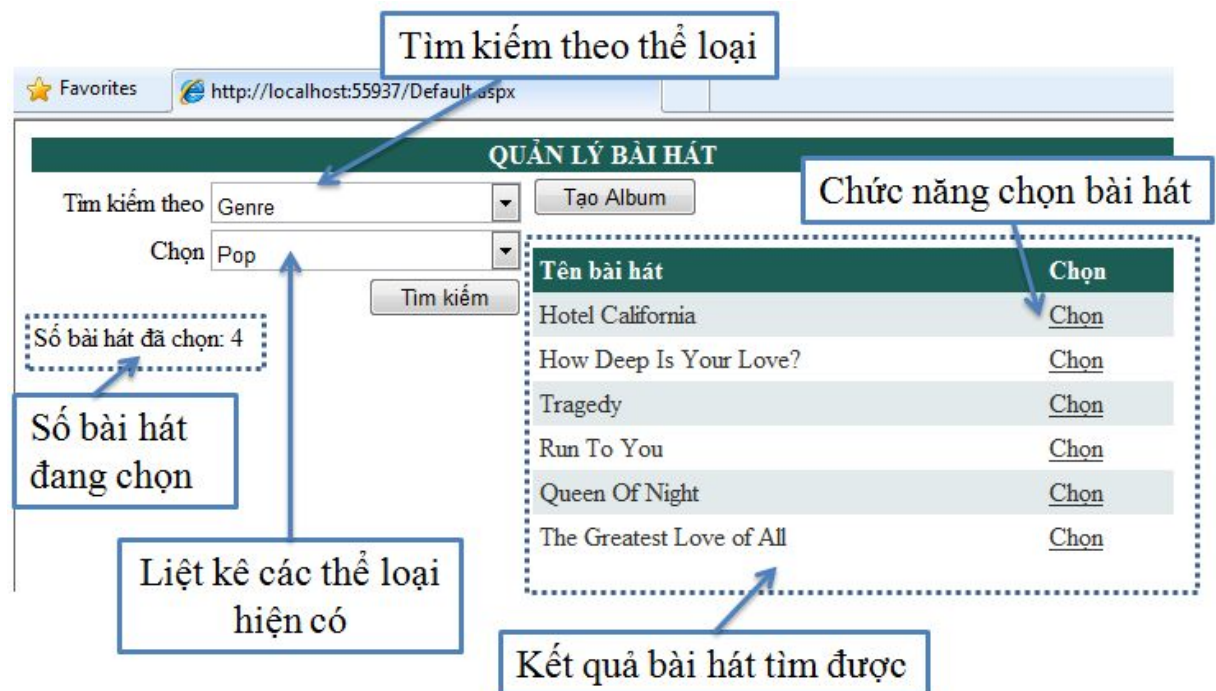 Tìm kiếm theo thể loại
Favorites
http://localhost:55937/Default.aspx
QUẢN LÝ BÀI HÁT
Tìm kiếm theo
Genre
Tạo Album
Chức năng chọn bài hát
Chọn
Pop
Tìm kiếm
Số bài hát đã chọn: 4
Số bài hát
đang chọn
Liệt kê các thể loại
hiện có
Tên bài hát Chọn
Hotel California Chọn
How Deep Is Your Love? Chọn
Tragedy Chọn
Run To You Chọn
Queen Of Night Chọn
The Greatest Love of All Chọn
Kết quả bài hát tìm được